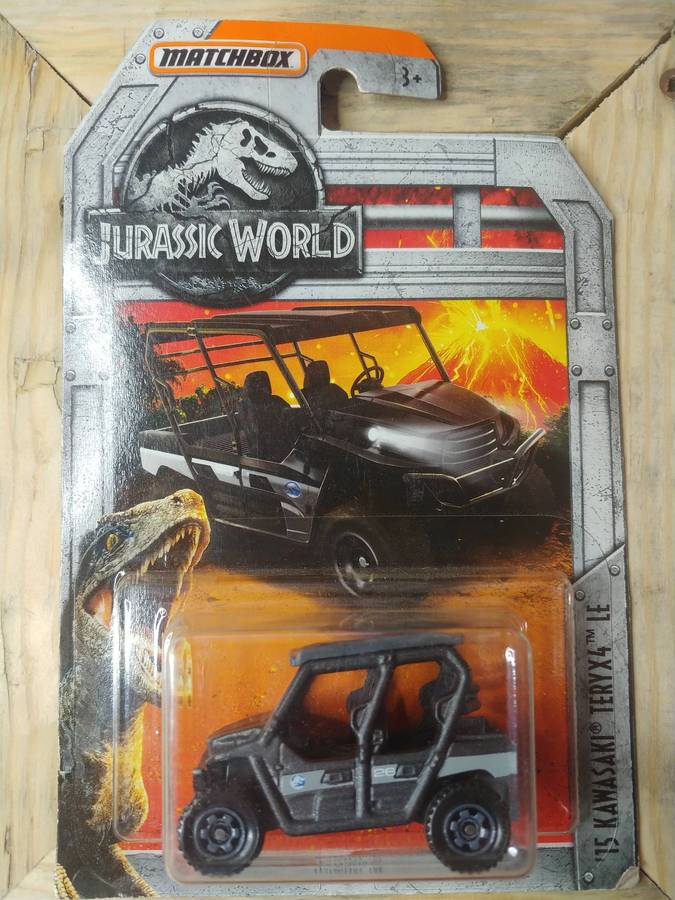 MATCHBOX
3+
JURASSIC WORLD
'15 KAWASAKI® TERYX4™ LE
26